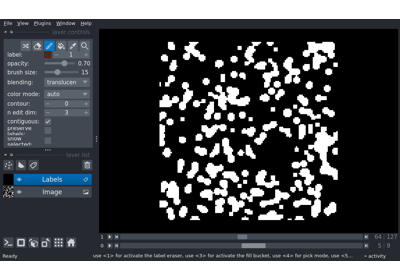 File View Plugins Window Help
layer controls
label: 1
opacity: 0.70
brush size: 15
blending: translucen
color mode: auto
contour: 0
n edit dim: 3
contiguous: ✓
preserve
labels:
show
selected:
layer list
Labels
Image
1 64 127
0 5 9
Ready use <1> for activate the label eraser, use <3> for activate the fill bucket, use <4> for pick mode, use <5... activity